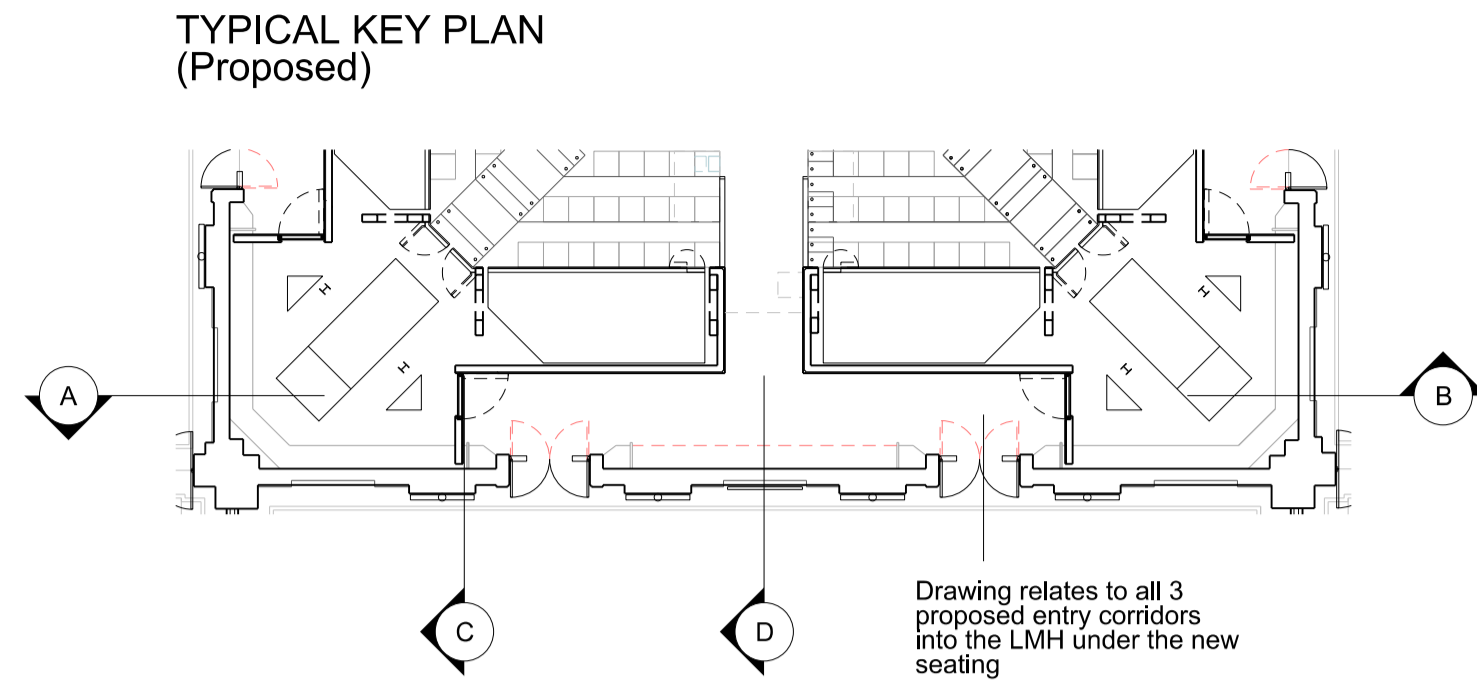 TYPICAL KEY PLAN
(Proposed)
H
H
H
H
A
B
C
D
Drawing relates to all 3
proposed entry corridors
into the LMH under the new
seating